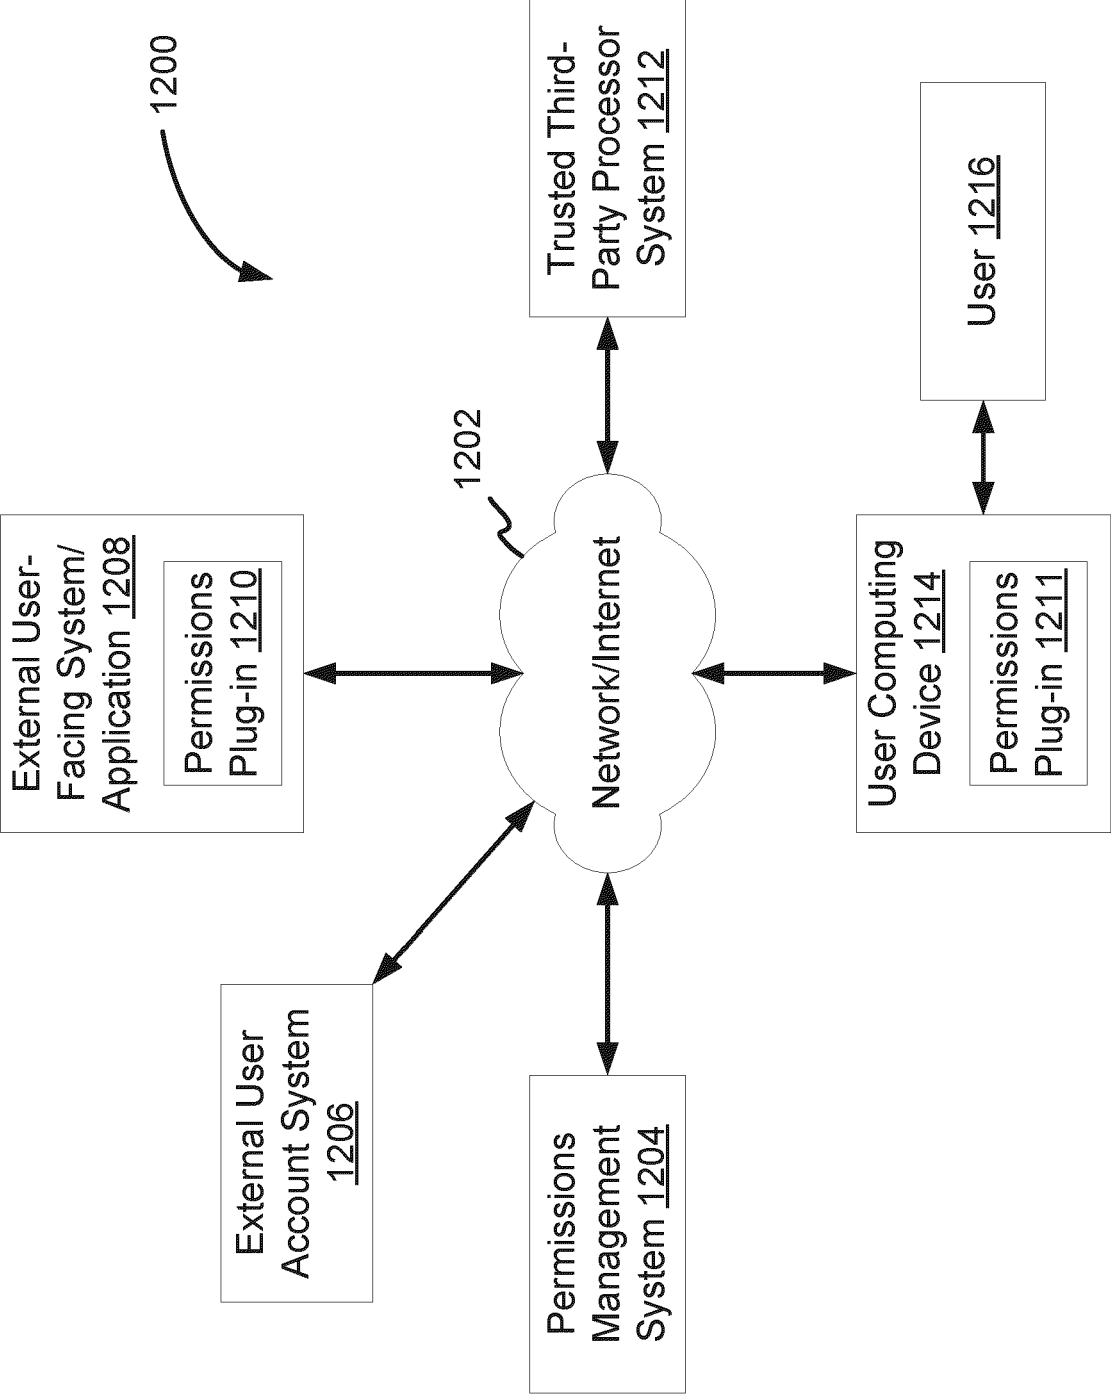 1200
External User-
Facing System/
Application 1208
Permissions
Plug-in 1210
External User
Account System
1206
1202
Network/Internet
Trusted Third-
Party Processor
System 1212
Permissions
Management
System 1204
User Computing
Device 1214
Permissions
Plug-in 1211
User 1216